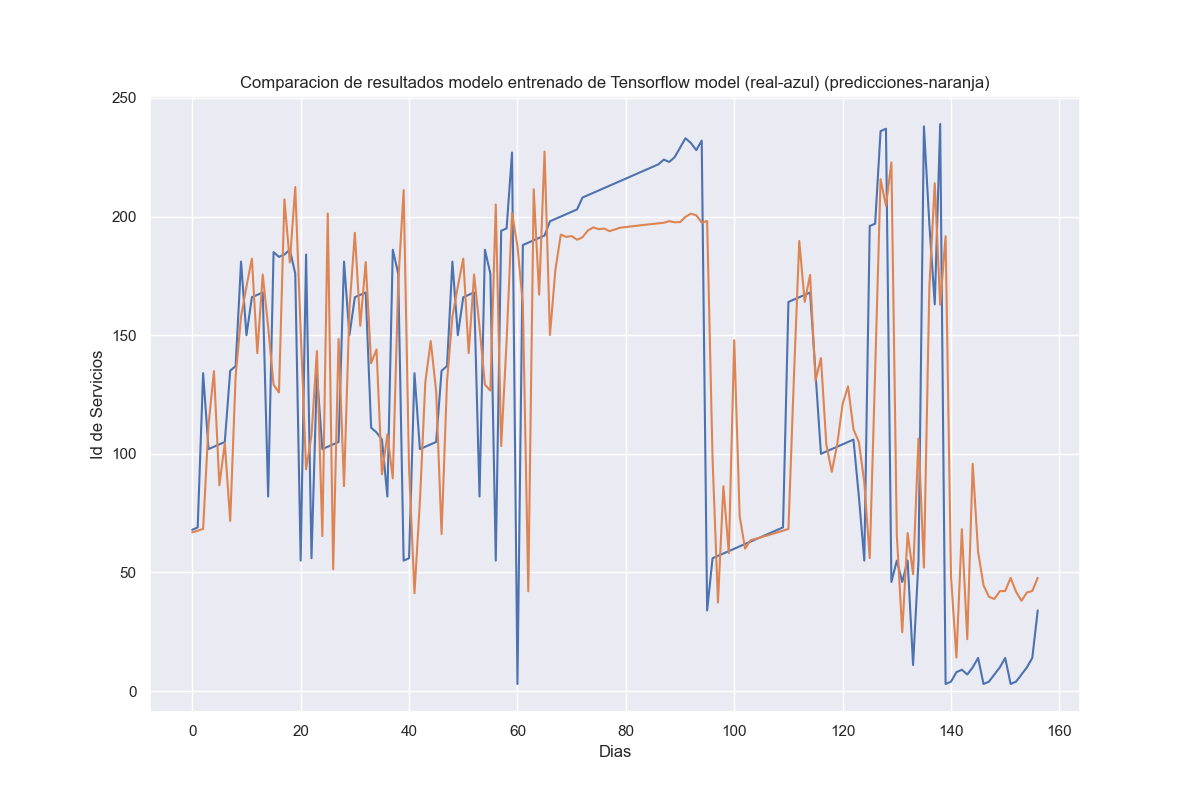 Comparacion de resultados modelo entrenado de Tensorflow model (real-azul) (predicciones-naranja)
250
200
150
100
50
0
Id de Servicios
0 20 40 60 80 100 120 140 160
Dias